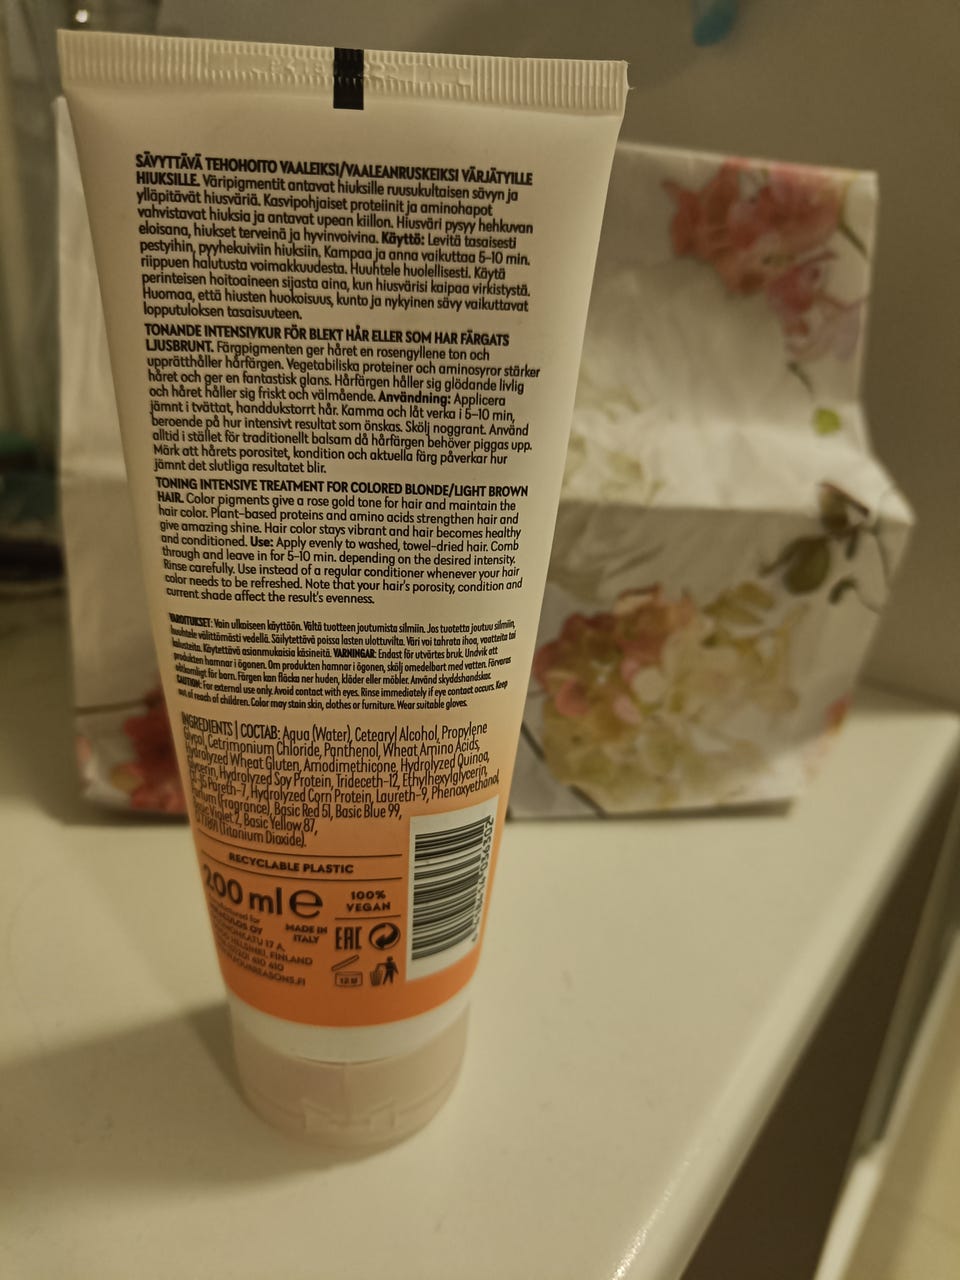 SÄVYTTÄVÄ TEHOHOITO VAALEIKSI/VAALEANRUSKEIKSI VÄRJÄTYILLE
HIUKSILLE. Väripigmentit antavat hiuksille ruusukultaisen sävyn ja
ylläpitävät hiusväriä. Kasvipohjaiset proteiinit ja aminohapot
vahvistavat hiuksia ja antavat upean kiillon. Hiusväri pysyy hehkuvan
eloisana, hiukset terveinä ja hyvinvoivina. Käyttö: Levitä tasaisesti
pestyihin, pyyhekuiviin hiuksiin. Kampaa ja anna vaikuttaa 5-10 min.
riippuen halutusta voimakkuudesta. Huuhtele huolellisesti. Käytä
perinteisen hoitoaineen sijasta aina, kun hiusvärisi kaipaa virkistystä.
Huomaa, että hiusten huokoisuus, kunto ja nykyinen sävy vaikuttavat
lopputuloksen tasaisuuteen.
TONANDE INTENSIVKUR FÖR BLEKT HÅR ELLER SOM HAR FÄRGATS
LJUSBRUNT. Färgpigmenten ger håret en rosengyllene ton och
upprätthåller hårfärgen. Vegetabiliska proteiner och aminosyror stärker
håret och ger en fantastisk glans. Hårfärgen håller sig glödande livlig
och håret håller sig friskt och välmående. Användning: Applicera
jämnt i tvättat, handdukstorrt hår. Kamma och låt verka i 5-10 min,
beroende på hur intensivt resultat som önskas. Skölj noggrant. Använd
alltid i stället för traditionellt balsam då hårfärgen behöver piggas upp.
Märk att hårets porositet, kondition och aktuella färg påverkar hur
jämnt det slutliga resultatet blir.
TONING INTENSIVE TREATMENT FOR COLORED BLONDE/LIGHT BROWN
HAIR. Color pigments give a rose gold tone for hair and maintain the
hair color. Plant-based proteins and amino acids strengthen hair and
give amazing shine. Hair color stays vibrant and hair becomes healthy
and conditioned. Use: Apply evenly to washed, towel-dried hair. Comb
through and leave in for 5-10 min. depending on the desired intensity.
Rinse carefully. Use instead of a regular conditioner whenever your hair
color needs to be refreshed. Note that your hair's porosity, condition and
current shade affect the result's evenness.
VAROITUKSET: Vain ulkoiseen käyttöön. Vältä tuotteen joutumista silmiin. Jos tuotetta joutuu silmiin,
huuhtele välittömästi vedellä. Säilytettävä poissa lasten ulottuvilta. Väri voi tahrata ihoa, vaatteita tai
kalusteita. Käytettävä asianmukaisia käsineitä. VARNINGAR: Endast för utvärtes bruk. Undvik att
produkten hamnar i ögonen. Om produkten hamnar i ögonen, skölj omedelbart med vatten. Förvaras
oåtkomligt för barn. Färgen kan fläcka ner huden, kläder eller möbler. Använd skyddshandskar.
CAUTION: For external use only. Avoid contact with eyes. Rinse immediately if eye contact occurs. Keep
out of reach of children. Color may stain skin, clothes or furniture. Wear suitable gloves.
INGREDIENTS | СОСТАВ: Aqua (Water), Cetearyl Alcohol, Propylene
Glycol, Cetrimonium Chloride, Panthenol, Wheat Amino Acids,
Hydrolyzed Wheat Gluten, Amodimethicone, Hydrolyzed Quinoa,
Glycerin, Hydrolyzed Soy Protein, Trideceth-12, Ethylhexylglycerin,
C11-15 Pareth-7, Hydrolyzed Corn Protein, Laureth-9, Phenoxyethanol,
Parfum (Fragrance), Basic Red 51, Basic Blue 99,
Basic Violet 2, Basic Yellow 87,
CI 77891 (Titanium Dioxide).
RECYCLABLE PLASTIC
200 ml e
100%
VEGAN
MADE IN
ITALY
EAC
12 M
Manufactured for
17 A,
HELSINKI, FINLAND
410 410